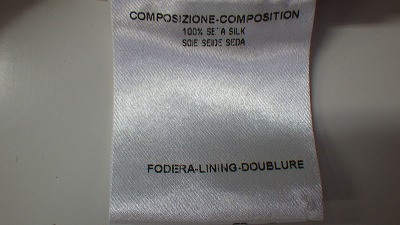 COMPOSIZIONE-COMPOSITION
100% SETA SILK
SOIE SEIDE SEDA
FODERA-LINING-DOUBLURE